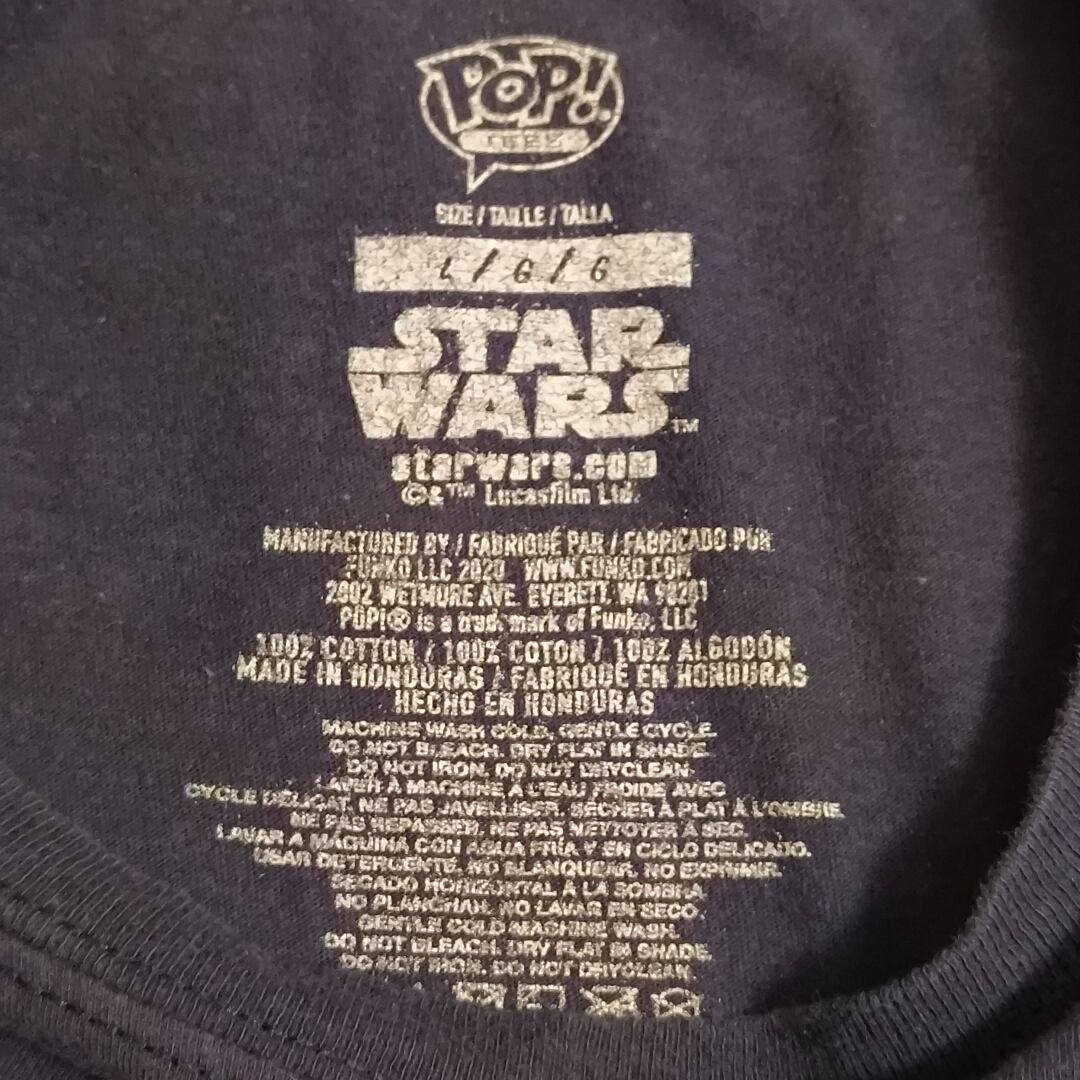 POP!
TEES
SIZE / TAILLE / TALLA
L / G / G
STAR
WARS™
starwars.com
©&™ Lucasfilm Ltd.
MANUFACTURED BY / FABRIQUÉ PAR / FABRICADO POR
FUNKO LLC 2020 WWW.FUNKO.COM
2802 WETMORE AVE. EVERETT, WA 98201
POP!® is a trademark of Funko, LLC
100% COTTON / 100% COTON / 100% ALGODÓN
MADE IN HONDURAS / FABRIQUÉ EN HONDURAS
HECHO EN HONDURAS
MACHINE WASH COLD, GENTLE CYCLE.
DO NOT BLEACH. DRY FLAT IN SHADE.
DO NOT IRON. DO NOT DRYCLEAN
LAVER À MACHINE À L'EAU FROIDE AVEC
CYCLE DÉLICAT. NE PAS JAVELLISER. SÉCHER À PLAT À L'OMBRE.
NE PAS REPASSER. NE PAS NETTOYER À SEC.
LAVAR A MAQUINA CON AGUA FRÍA Y EN CICLO DELICADO.
USAR DETERGENTE. NO BLANQUEAR. NO EXPRIMIR.
SECADO HORIZONTAL À LA SOMBRA
NO PLANCHAR. NO LAVAR EN SECO.
GENTLE COLD MACHINE WASH.
DO NOT BLEACH. DRY FLAT IN SHADE.
DO NOT IRON. DO NOT DRYCLEAN